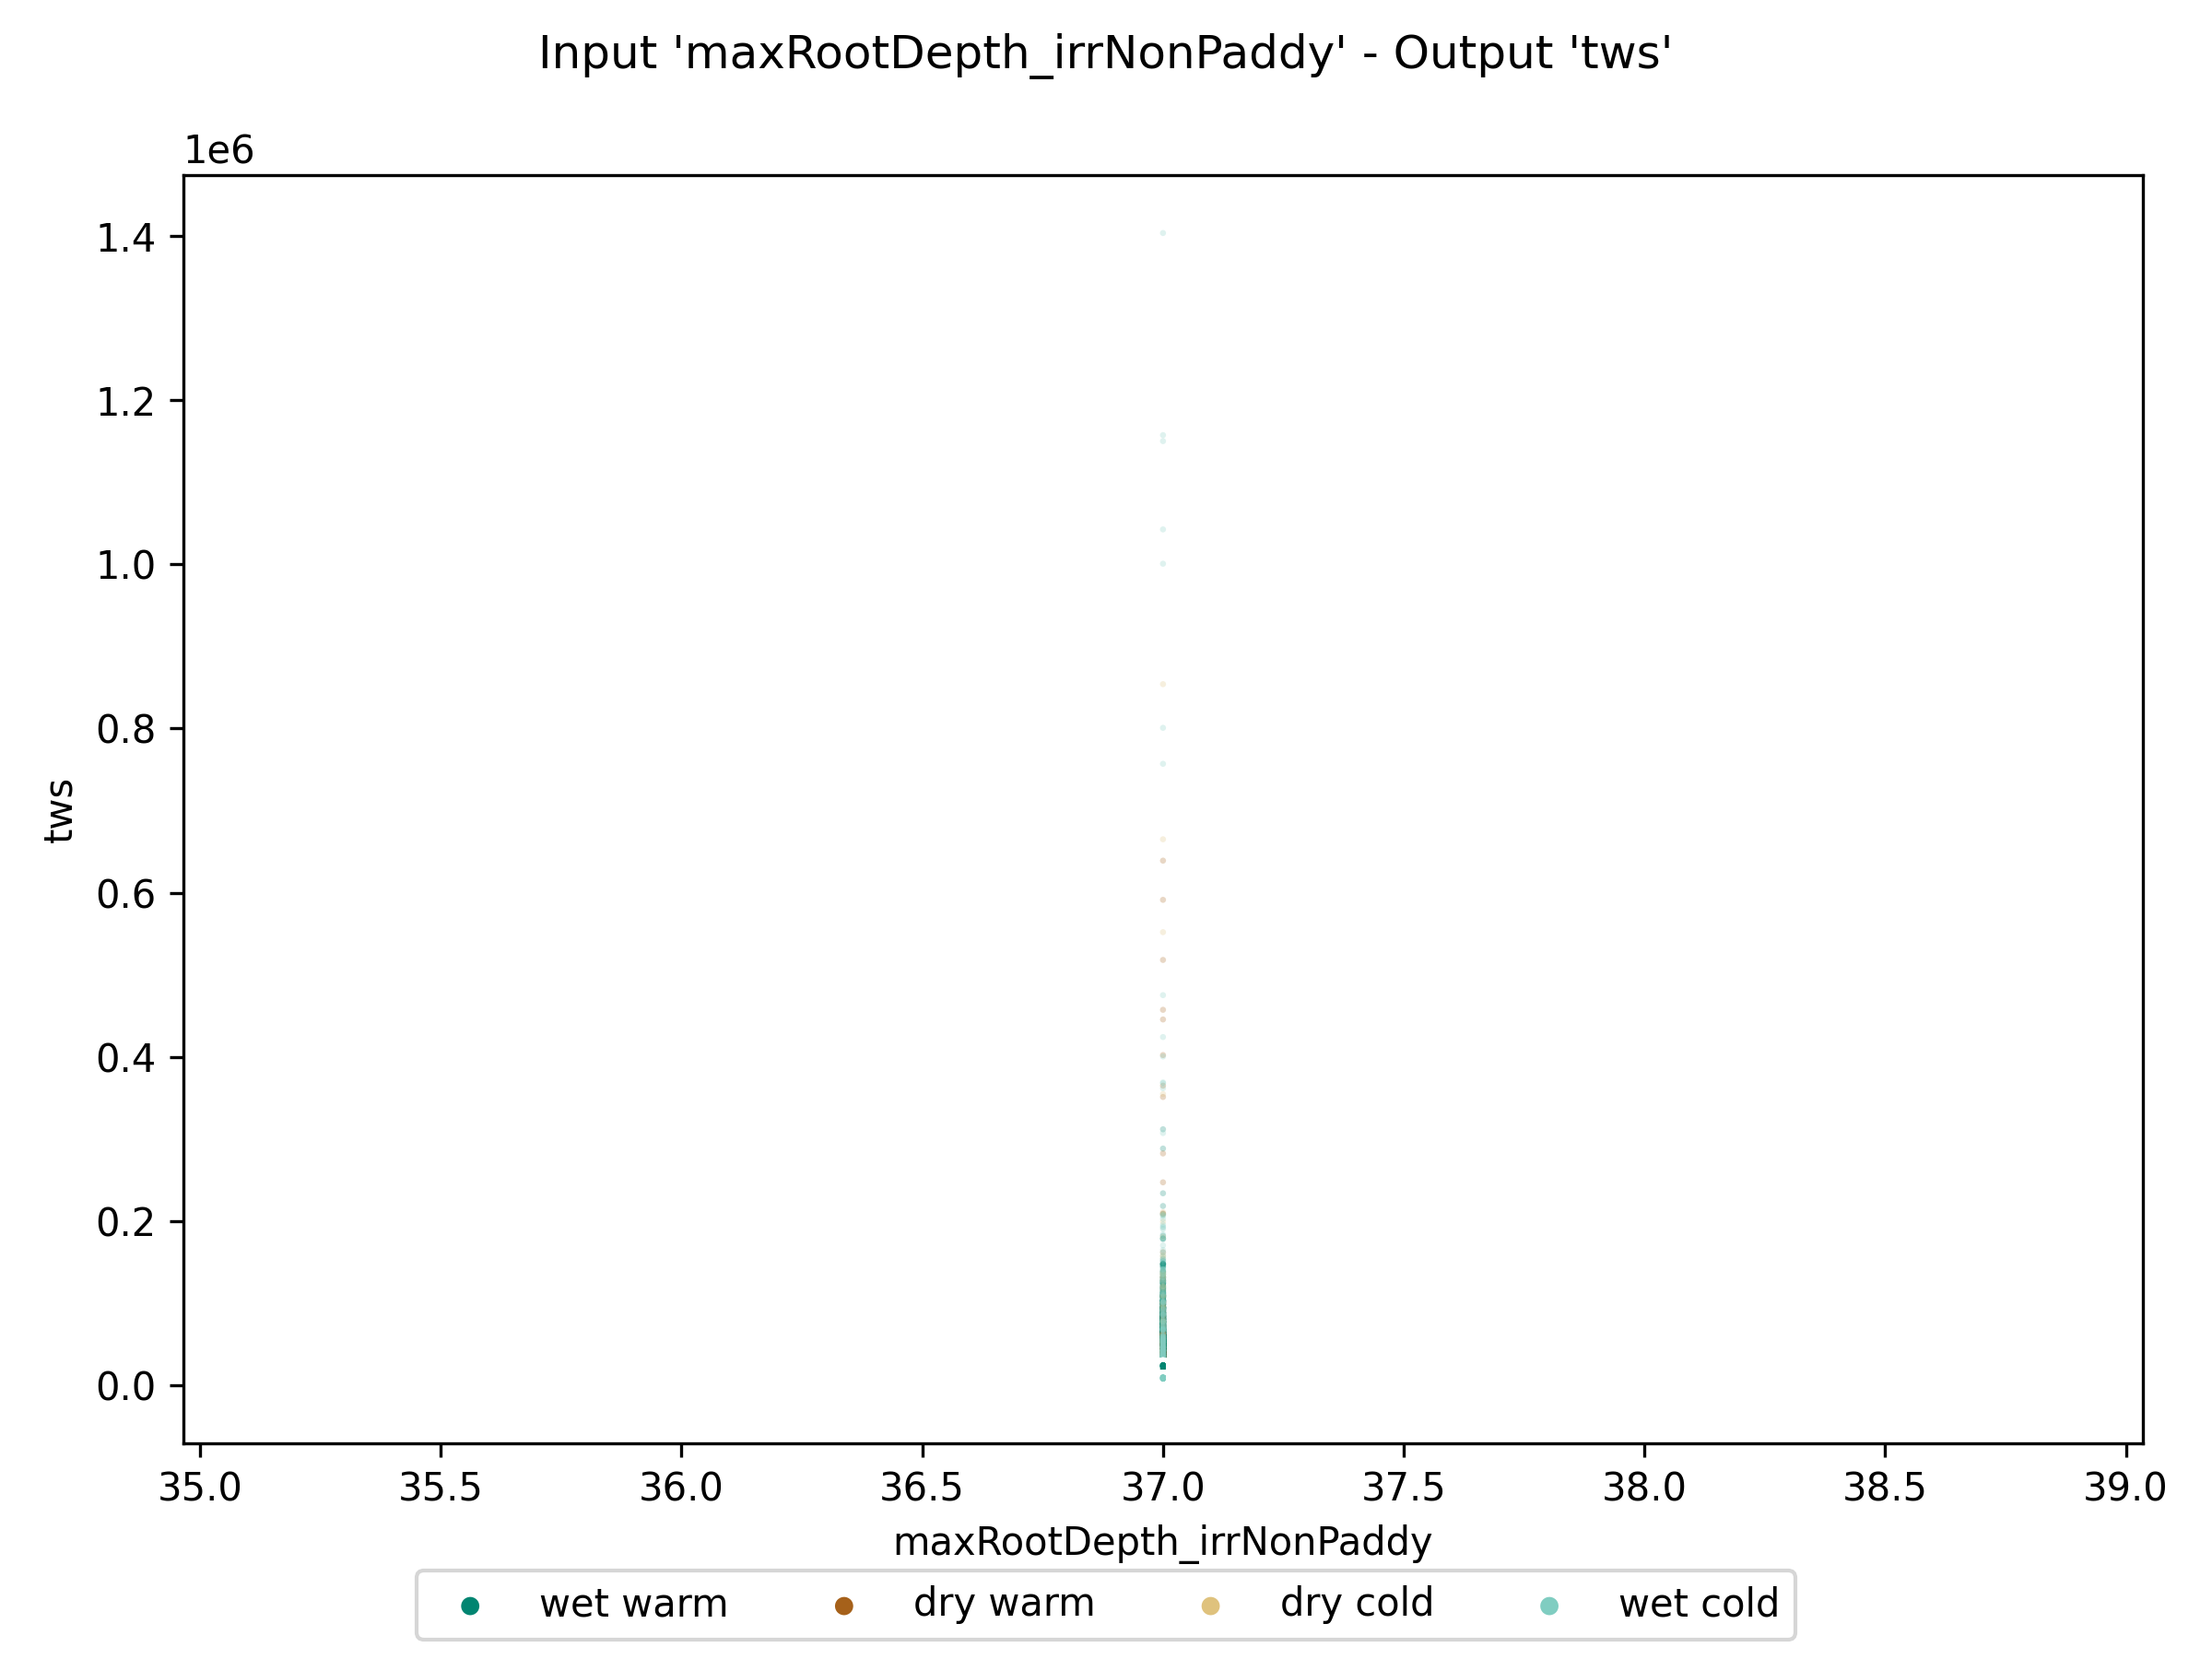 Input 'maxRootDepth_irrNonPaddy' - Output 'tws'
1e6
1.4
1.2
1.0
0.8
0.6
0.4
0.2
0.0
tws
35.0 35.5 36.0 36.5 37.0 37.5 38.0 38.5 39.0
maxRootDepth_irrNonPaddy
wet warm dry warm dry cold wet cold